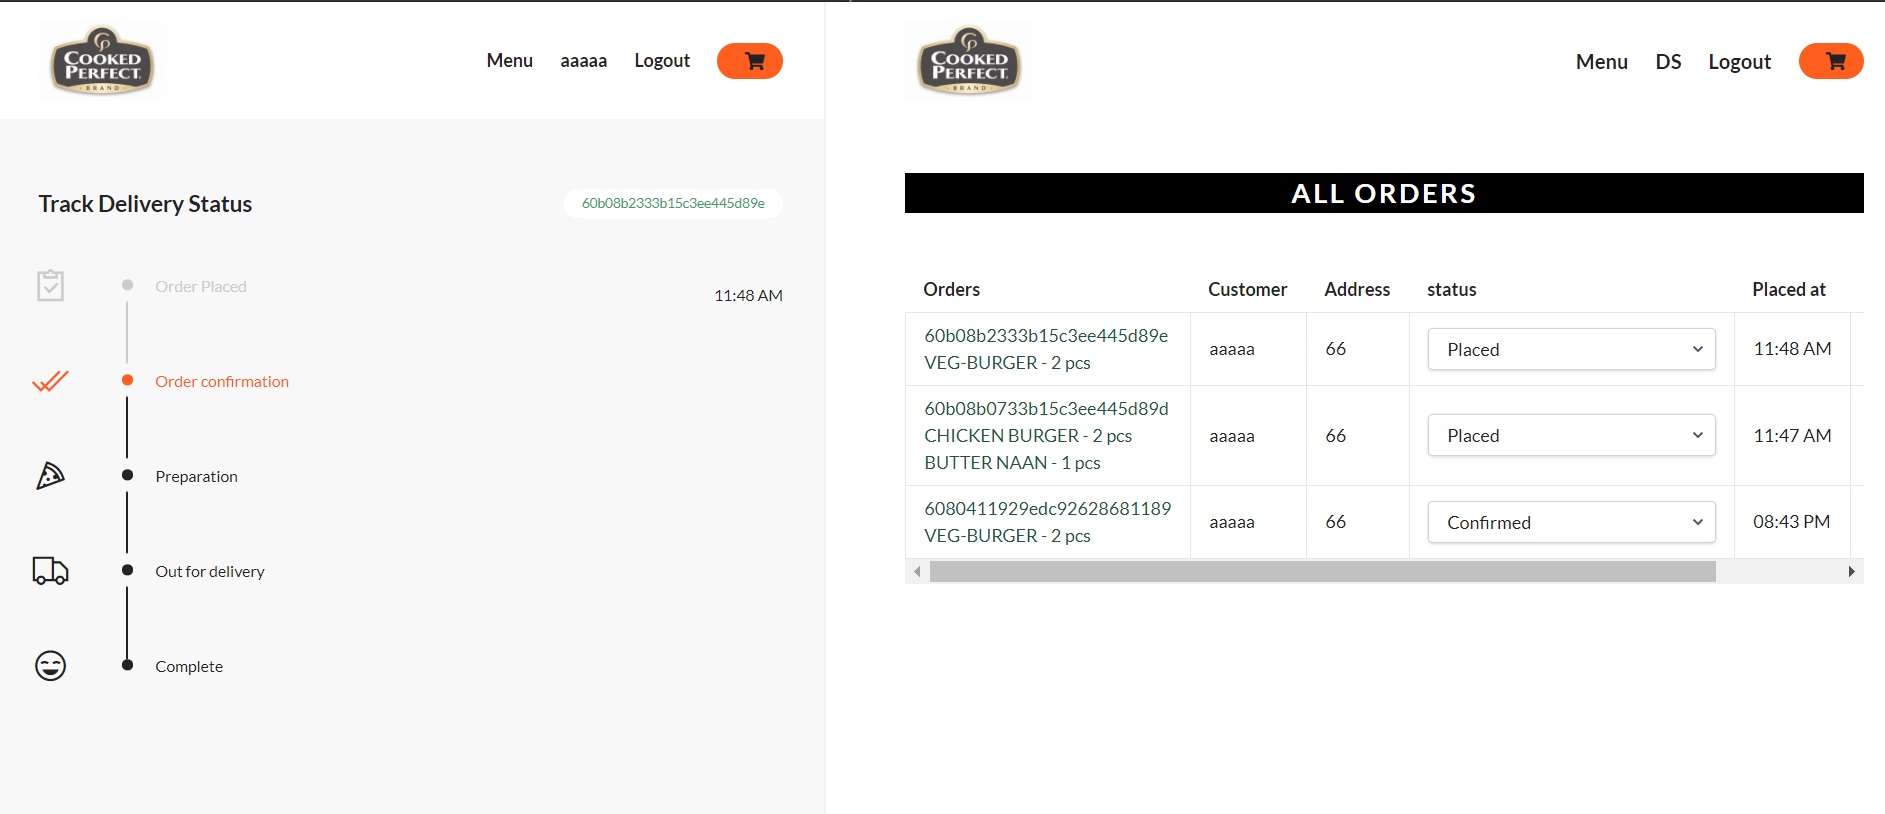 COOKED
PERFECT
BRAND
Menu aaaaa Logout
Track Delivery Status 60b08b2333b15c3ee445d89e
Order Placed 11:48 AM
Order confirmation
Preparation
Out for delivery
Complete
COOKED
PERFECT
BRAND
Menu DS Logout
ALL ORDERS
Orders Customer Address status Placed at
60b08b2333b15c3ee445d89e
VEG-BURGER - 2 pcs
aaaaa 66 Placed 11:48 AM
60b08b0733b15c3ee445d89d
CHICKEN BURGER - 2 pcs
BUTTER NAAN - 1 pcs
aaaaa 66 Placed 11:47 AM
6080411929edc92628681189
VEG-BURGER - 2 pcs
aaaaa 66 Confirmed 08:43 PM